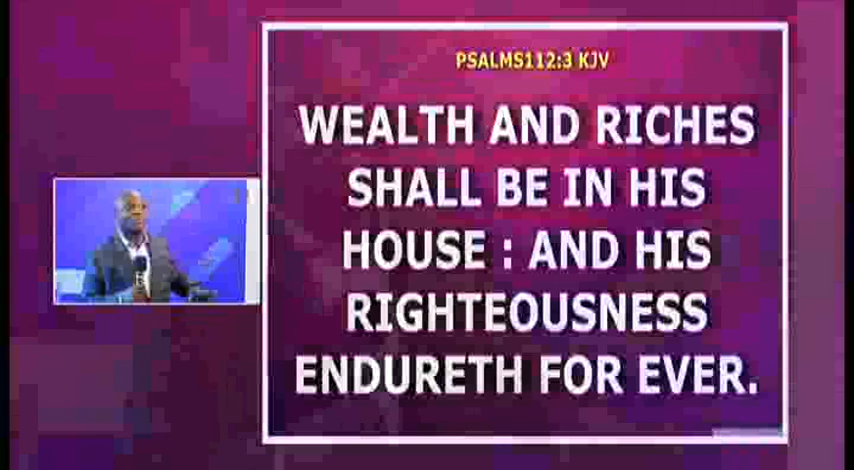 PSALMS112:3 KJV
WEALTH AND RICHES
SHALL BE IN HIS
HOUSE : AND HIS
RIGHTEOUSNESS
ENDURETH FOR EVER.